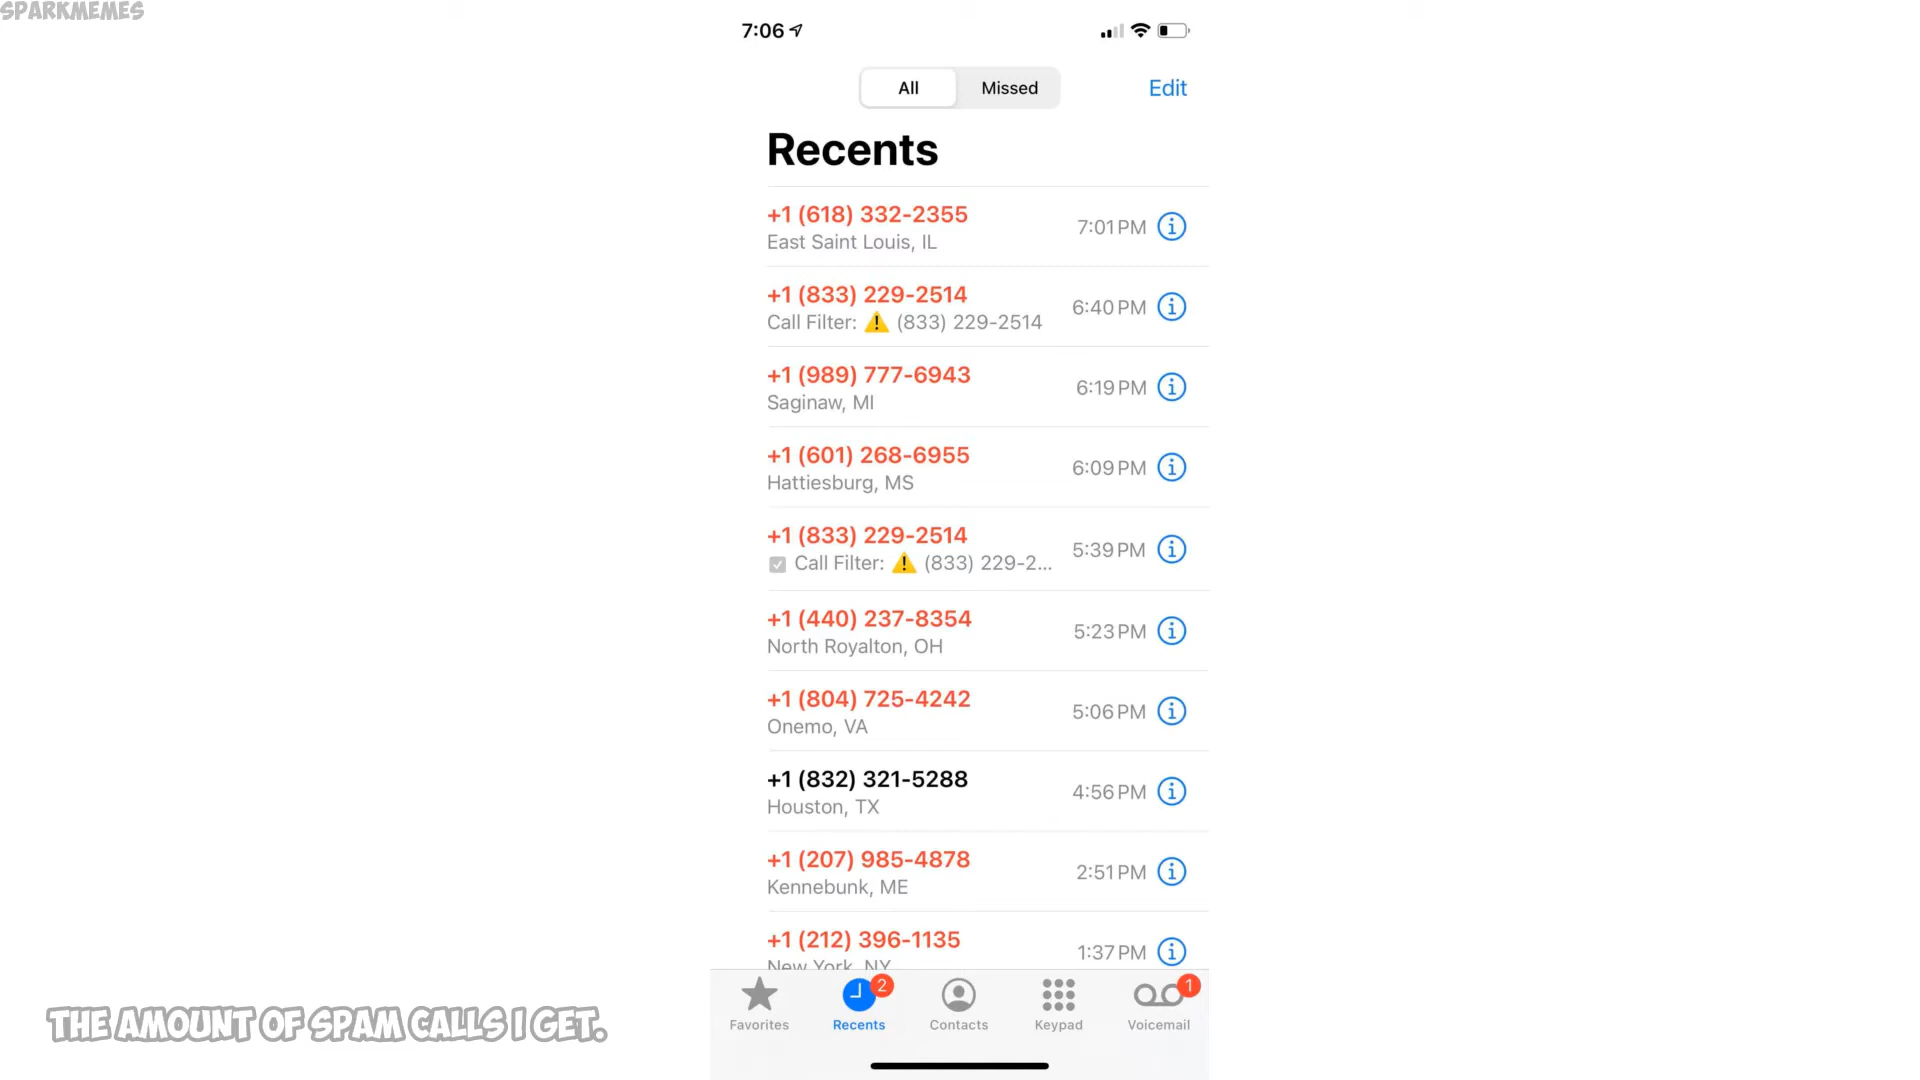 SPARKMEMES
7:06
All
Missed
Edit
Recents
+1 (618) 332-2355
East Saint Louis, IL
7:01 PM
+1 (833) 229-2514
Call Filter: ⚠️ (833) 229-2514
6:40 PM
+1 (989) 777-6943
Saginaw, MI
6:19 PM
+1 (601) 268-6955
Hattiesburg, MS
6:09 PM
+1 (833) 229-2514
Call Filter: ⚠️ (833) 229-2...
5:39 PM
+1 (440) 237-8354
North Royalton, OH
5:23 PM
+1 (804) 725-4242
Onemo, VA
5:06 PM
+1 (832) 321-5288
Houston, TX
4:56 PM
+1 (207) 985-4878
Kennebunk, ME
2:51 PM
+1 (212) 396-1135
New York, NY
1:37 PM
2
1
Favorites
Recents
Contacts
Keypad
Voicemail
THE AMOUNT OF SPAM CALLS I GET.